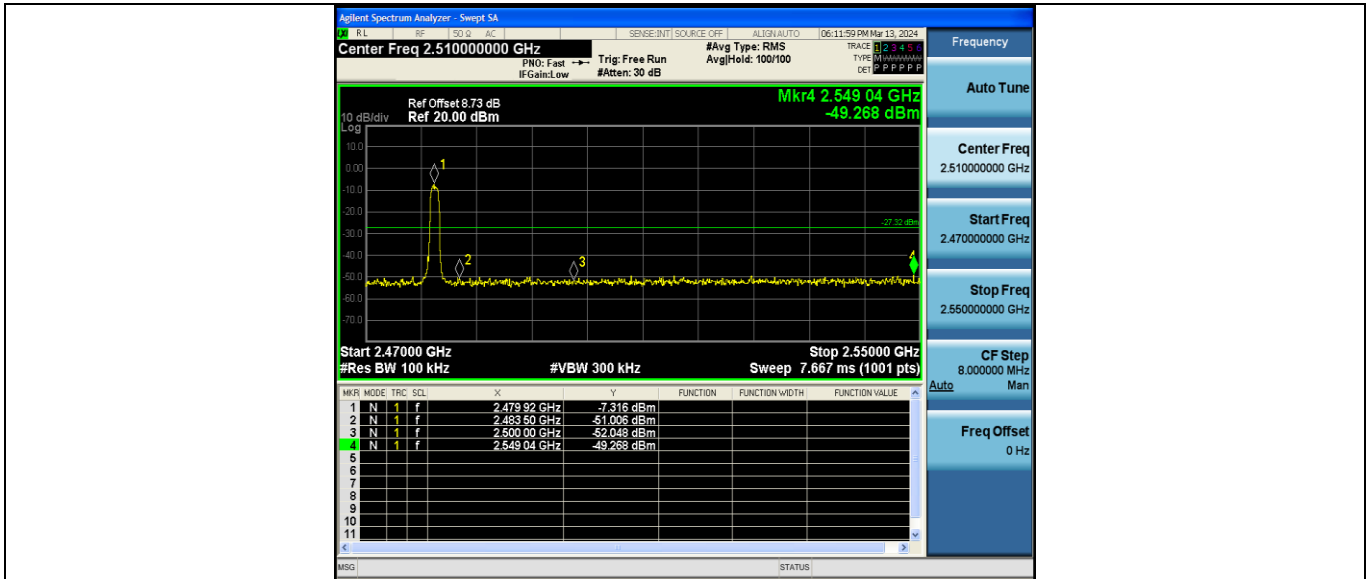 Agilent Spectrum Analyzer - Swept SA
LXI RL RF 50 Ω AC SENSE:INT SOURCE OFF ALIGN AUTO 06:11:59 PM Mar 13, 2024
Center Freq 2.510000000 GHz
PNO: Fast
IFGain:Low
Trig: Free Run
#Atten: 30 dB
#Avg Type: RMS
Avg|Hold: 100/100
TRACE 1 2 3 4 5 6
TYPE M
DET P P P P P P
Ref Offset 8.73 dB
10 dB/div Ref 20.00 dBm
Log
Mkr4 2.549 04 GHz
-49.268 dBm
10.0
0.00
-10.0
-20.0
-30.0
-40.0
-50.0
-60.0
-70.0
1
2
3
4
-27.32 dBm
Start 2.47000 GHz Stop 2.55000 GHz
#Res BW 100 kHz #VBW 300 kHz Sweep 7.667 ms (1001 pts)
MKR MODE TRC SCL X Y FUNCTION FUNCTION WIDTH FUNCTION VALUE
1 N 1 f 2.479 92 GHz -7.316 dBm
2 N 1 f 2.483 50 GHz -51.006 dBm
3 N 1 f 2.500 00 GHz -52.048 dBm
4 N 1 f 2.549 04 GHz -49.268 dBm
5
6
7
8
9
10
11
MSG STATUS
Frequency
Auto Tune
Center Freq
2.510000000 GHz
Start Freq
2.470000000 GHz
Stop Freq
2.550000000 GHz
CF Step
8.000000 MHz
Auto Man
Freq Offset
0 Hz